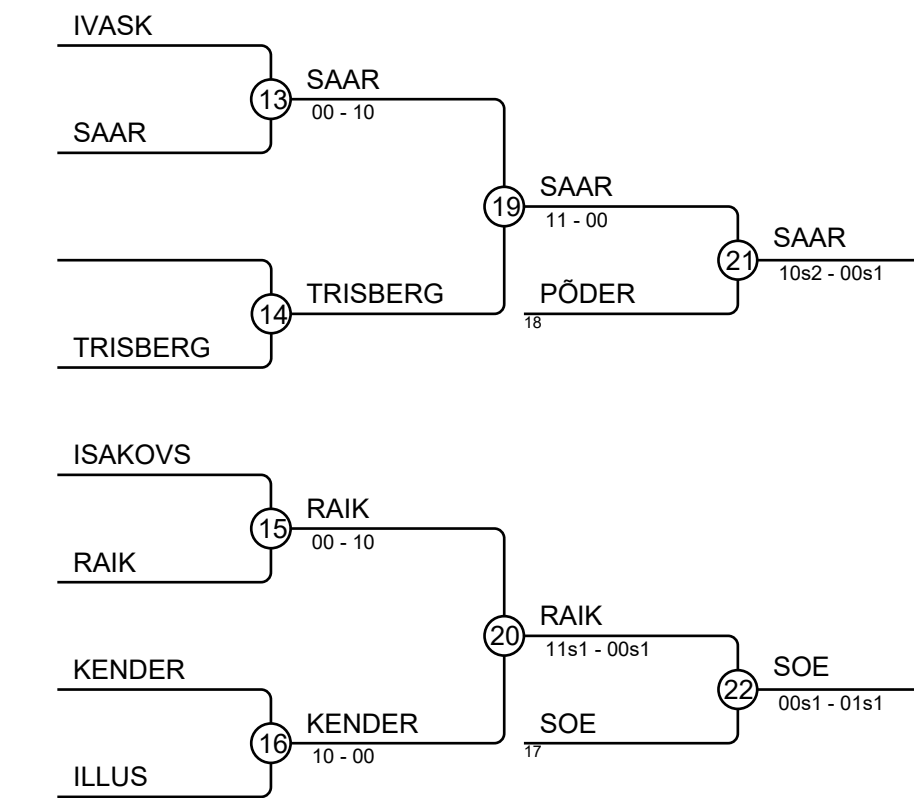 IVASK
13
SAAR
00 - 10
SAAR
19
SAAR
11 - 00
21
SAAR
10s2 - 00s1
14
TRISBERG
PÕDER
18
TRISBERG
ISAKOVS
15
RAIK
00 - 10
RAIK
20
RAIK
11s1 - 00s1
KENDER
22
SOE
00s1 - 01s1
16
KENDER
10 - 00
SOE
17
ILLUS